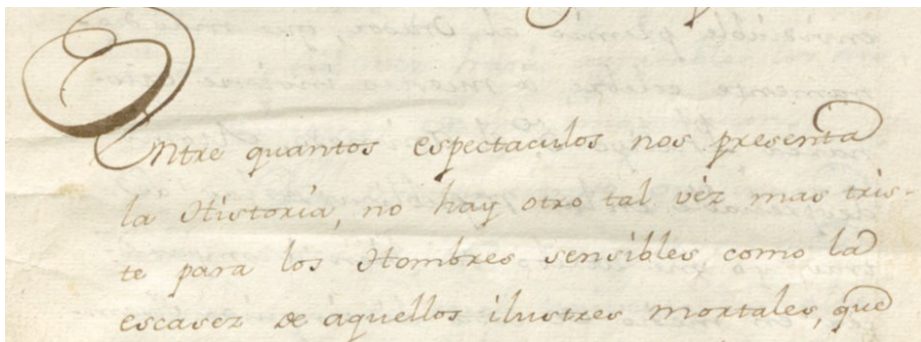 Entre quantos espectaculos nos presenta
la Historia, no hay otro tal vez mas tris-
te para los Hombres sensibles, como la
escasez de aquellos ilustres mortales, que